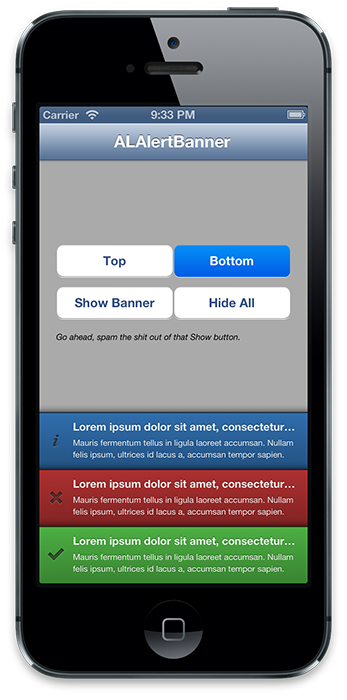 Carrier 9:33 PM
ALAlertBanner
Top Bottom
Show Banner Hide All
Go ahead, spam the shit out of that Show button.
Lorem ipsum dolor sit amet, consectetur…
Mauris fermentum tellus in ligula laoreet accumsan. Nullam
felis ipsum, ultrices id lacus a, accumsan tempor sapien.
Lorem ipsum dolor sit amet, consectetur…
Mauris fermentum tellus in ligula laoreet accumsan. Nullam
felis ipsum, ultrices id lacus a, accumsan tempor sapien.
Lorem ipsum dolor sit amet, consectetur…
Mauris fermentum tellus in ligula laoreet accumsan. Nullam
felis ipsum, ultrices id lacus a, accumsan tempor sapien.